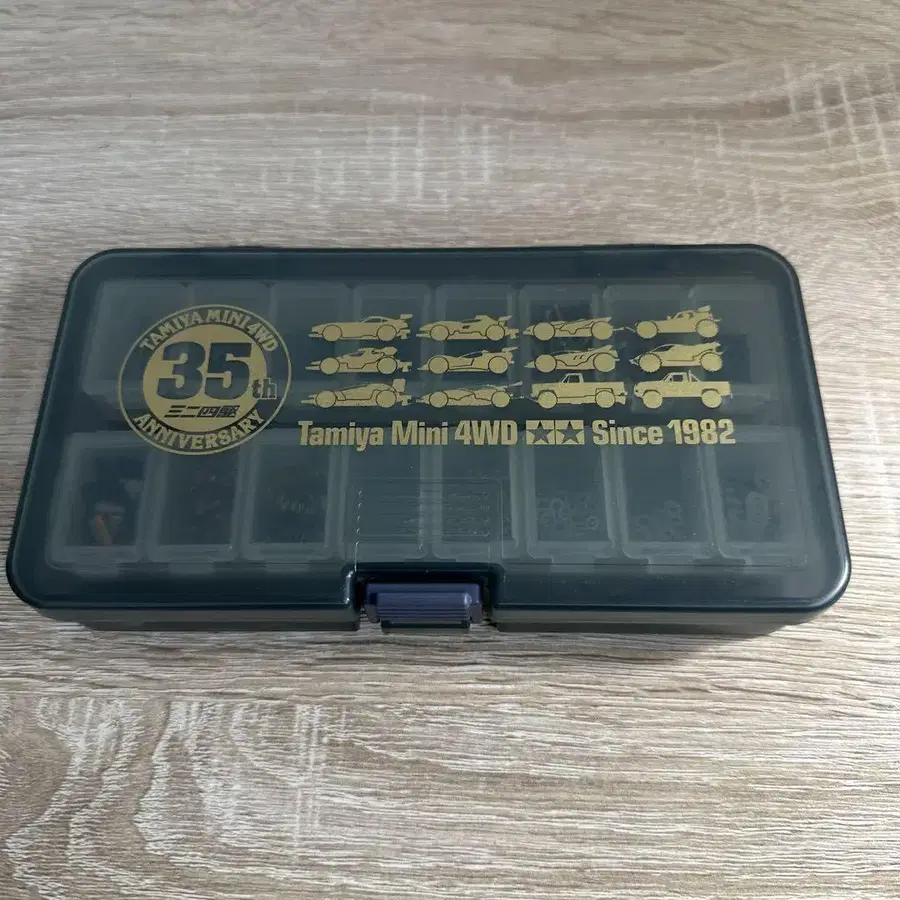 TAMIYA MINI 4WD
35th
ミニ四駆
ANNIVERSARY
Tamiya Mini 4WD ★★ Since 1982